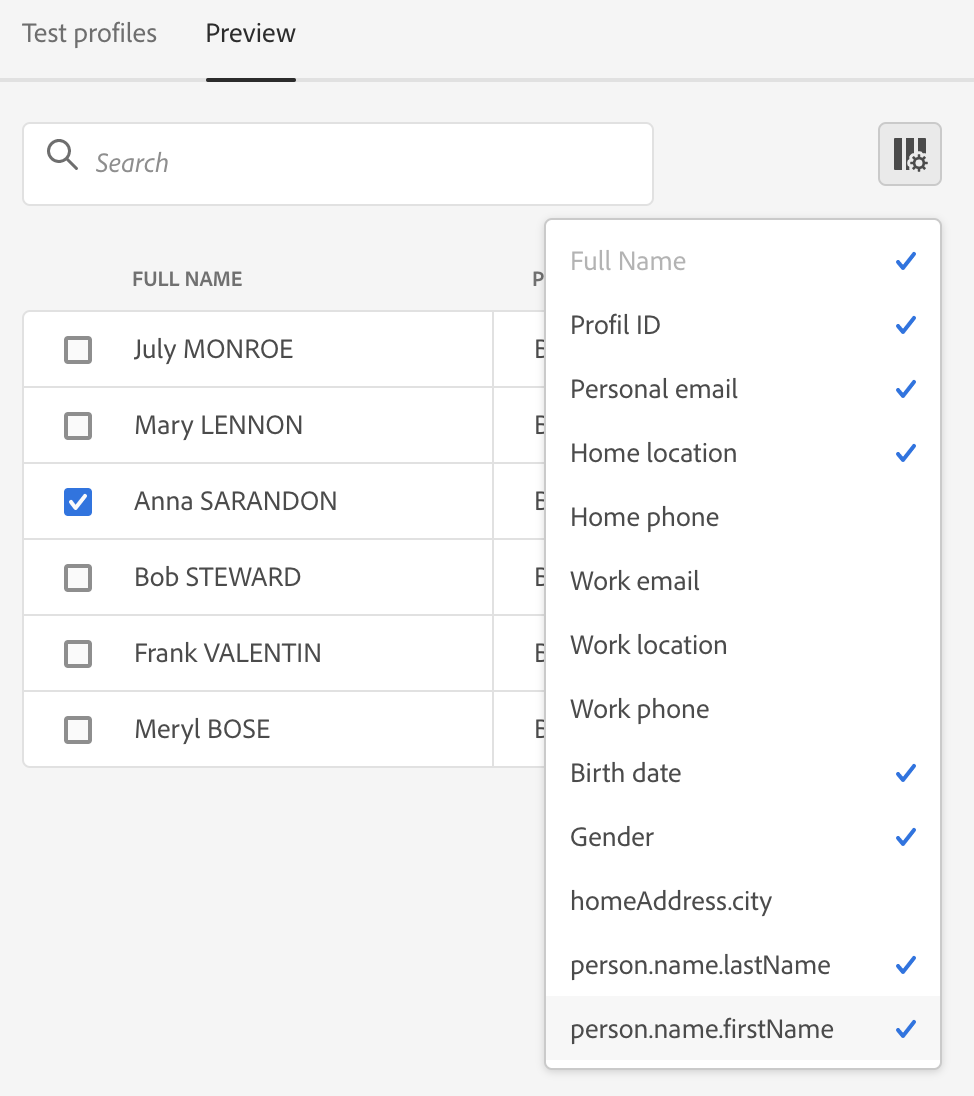 Test profiles Preview
Search
FULL NAME P
Full Name
Profil ID
July MONROE
Personal email
Mary LENNON
Home location
Anna SARANDON
Home phone
Bob STEWARD
Work email
Frank VALENTIN
Work location
Meryl BOSE
Work phone
Birth date
Gender
homeAddress.city
person.name.lastName
person.name.firstName